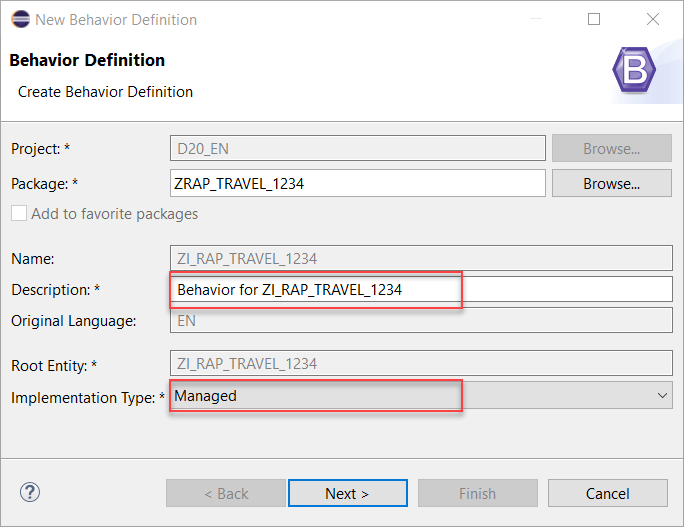 New Behavior Definition
Behavior Definition
B
Create Behavior Definition
Project: * D20_EN Browse...
Package: * ZRAP_TRAVEL_1234 Browse...
Add to favorite packages
Name: ZI_RAP_TRAVEL_1234
Description: * Behavior for ZI_RAP_TRAVEL_1234
Original Language: EN
Root Entity: * ZI_RAP_TRAVEL_1234
Implementation Type: * Managed
? < Back Next > Finish Cancel